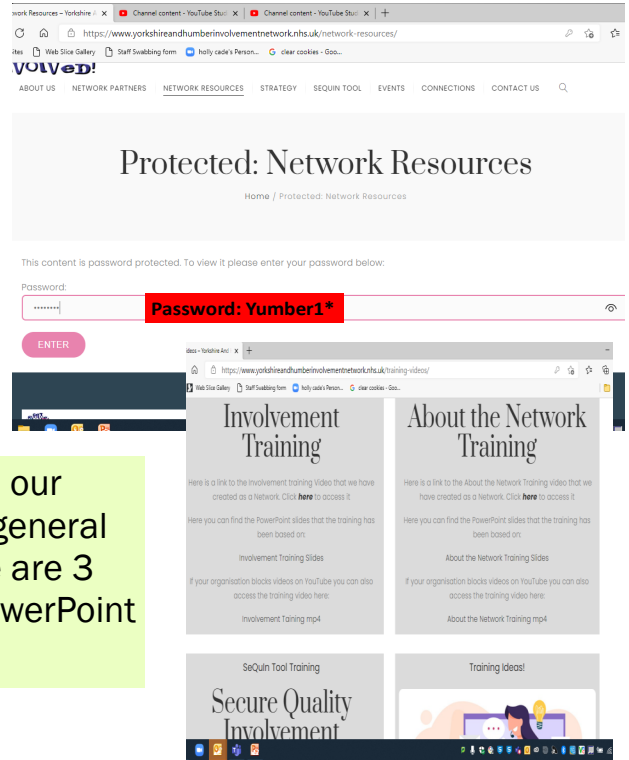 Channel content - YouTube Stud
Channel content - YouTube Stud
https://www.yorkshireandhumberinvolvementnetwork.nhs.uk/network-resources/
Web Slice Gallery Staff Swabbing form holly cade's Person... clear cookies - Goo...
ABOUT US NETWORK PARTNERS NETWORK RESOURCES STRATEGY SEQUIN TOOL EVENTS CONNECTIONS CONTACT US
Protected: Network Resources
Home / Protected: Network Resources
This content is password protected. To view it please enter your password below:
Password:
Password: Yumber1*
ENTER
https://www.yorkshireandhumberinvolvementnetwork.nhs.uk/training-videos/
Web Slice Gallery Staff Swabbing form holly cade's Person... clear cookies - Goo...
Involvement
Training
Here is a link to the Involvement training Video that we have
created as a Network. Click here to access it
Here you can find the PowerPoint slides that the training has
been based on:
Involvement Training Slides
If your organisation blocks videos on YouTube you can also
access the training video here:
Involvement Taining mp4
About the Network
Training
Here is a link to the About the Network Training video that we
have created as a Network. Click here to access it
Here you can find the PowerPoint slides that the training has
been based on:
About the Network Training Slides
If your organisation blocks videos on YouTube you can also
access the training video here:
About the Network Training mp4
our
general
are 3
PowerPoint
SeQuIn Tool Training
Secure Quality
Involvement
Training Ideas!